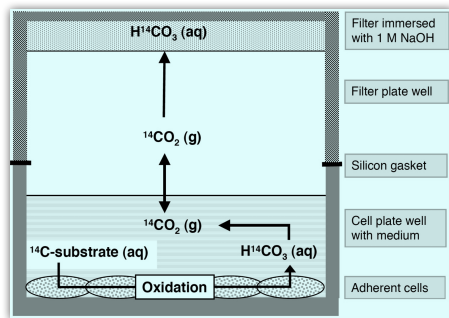 H¹⁴CO₃ (aq)
Filter immersed
with 1 M NaOH
Filter plate well
¹⁴CO₂ (g)
Silicon gasket
¹⁴CO₂ (g)
Cell plate well
with medium
¹⁴C-substrate (aq)
H¹⁴CO₃ (aq)
Oxidation
Adherent cells